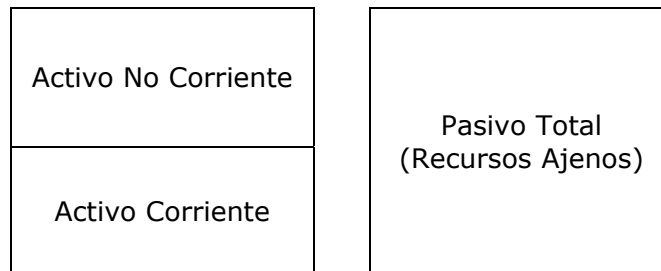 Activo No Corriente
Activo Corriente
Pasivo Total
(Recursos Ajenos)